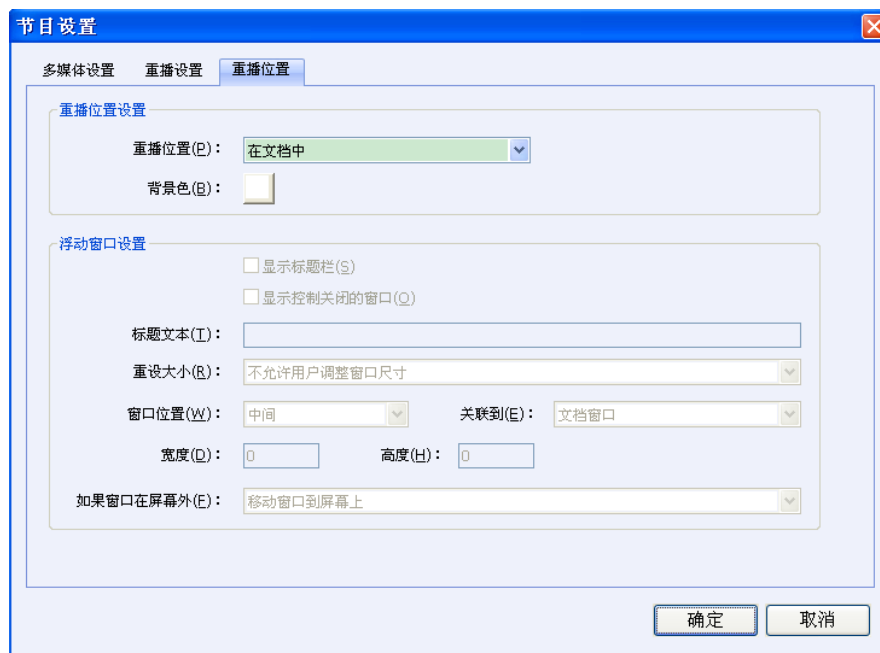 节目设置
多媒体设置 重播设置 重播位置
重播位置设置
重播位置(P)： 在文档中
背景色(B)：
浮动窗口设置
显示标题栏(S)
显示控制关闭的窗口(O)
标题文本(T)：
重设大小(R)： 不允许用户调整窗口尺寸
窗口位置(W)： 中间 关联到(E)： 文档窗口
宽度(D)： 0 高度(H)： 0
如果窗口在屏幕外(F)： 移动窗口到屏幕上
确定 取消